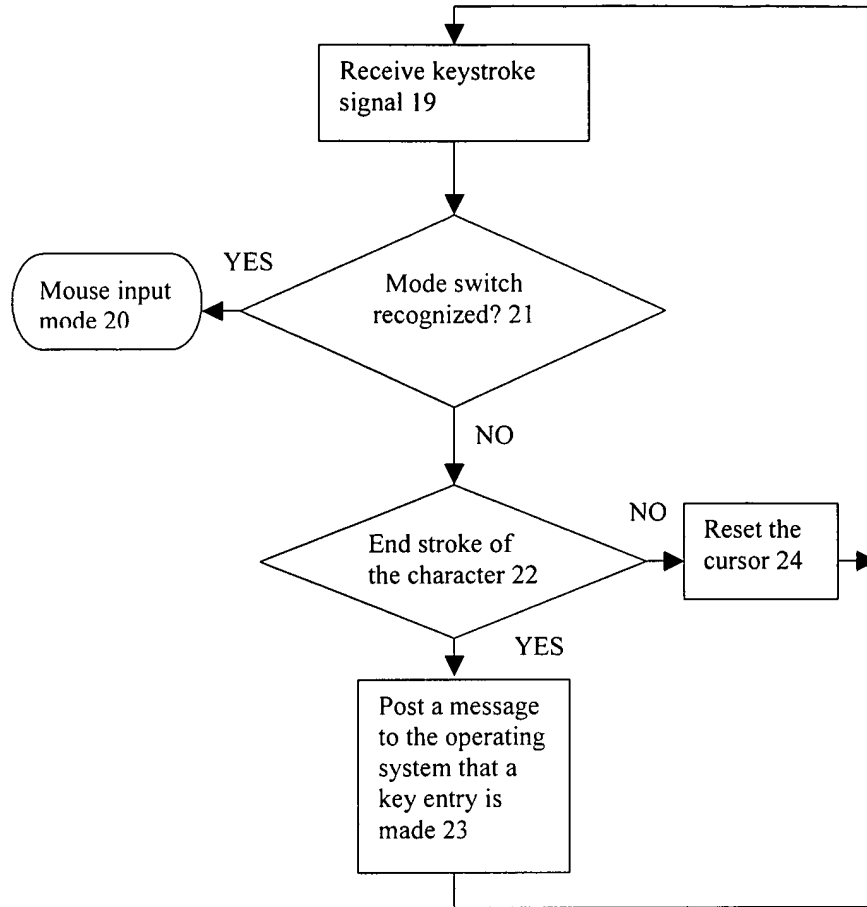 Receive keystroke
signal 19
YES
Mouse input
mode 20
Mode switch
recognized? 21
NO
End stroke of
the character 22
NO
Reset the
cursor 24
YES
Post a message
to the operating
system that a
key entry is
made 23